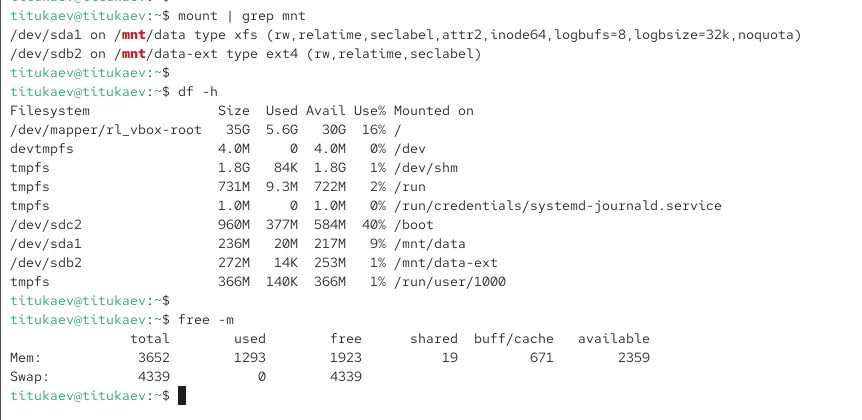 titukaev@titukaev:~$ mount | grep mnt
/dev/sda1 on /mnt/data type xfs (rw,relatime,seclabel,attr2,inode64,logbufs=8,logbsize=32k,noquota)
/dev/sdb2 on /mnt/data-ext type ext4 (rw,relatime,seclabel)
titukaev@titukaev:~$
titukaev@titukaev:~$ df -h
Filesystem                Size  Used Avail Use% Mounted on
/dev/mapper/rl_vbox-root   35G  5.6G   30G  16% /
devtmpfs                  4.0M     0  4.0M   0% /dev
tmpfs                     1.8G   84K  1.8G   1% /dev/shm
tmpfs                     731M  9.3M  722M   2% /run
tmpfs                     1.0M     0  1.0M   0% /run/credentials/systemd-journald.service
/dev/sdc2                 960M  377M  584M  40% /boot
/dev/sda1                 236M   20M  217M   9% /mnt/data
/dev/sdb2                 272M   14K  253M   1% /mnt/data-ext
tmpfs                     366M  140K  366M   1% /run/user/1000
titukaev@titukaev:~$
titukaev@titukaev:~$ free -m
               total        used        free      shared  buff/cache   available
Mem:            3652        1293        1923          19         671        2359
Swap:           4339           0        4339
titukaev@titukaev:~$